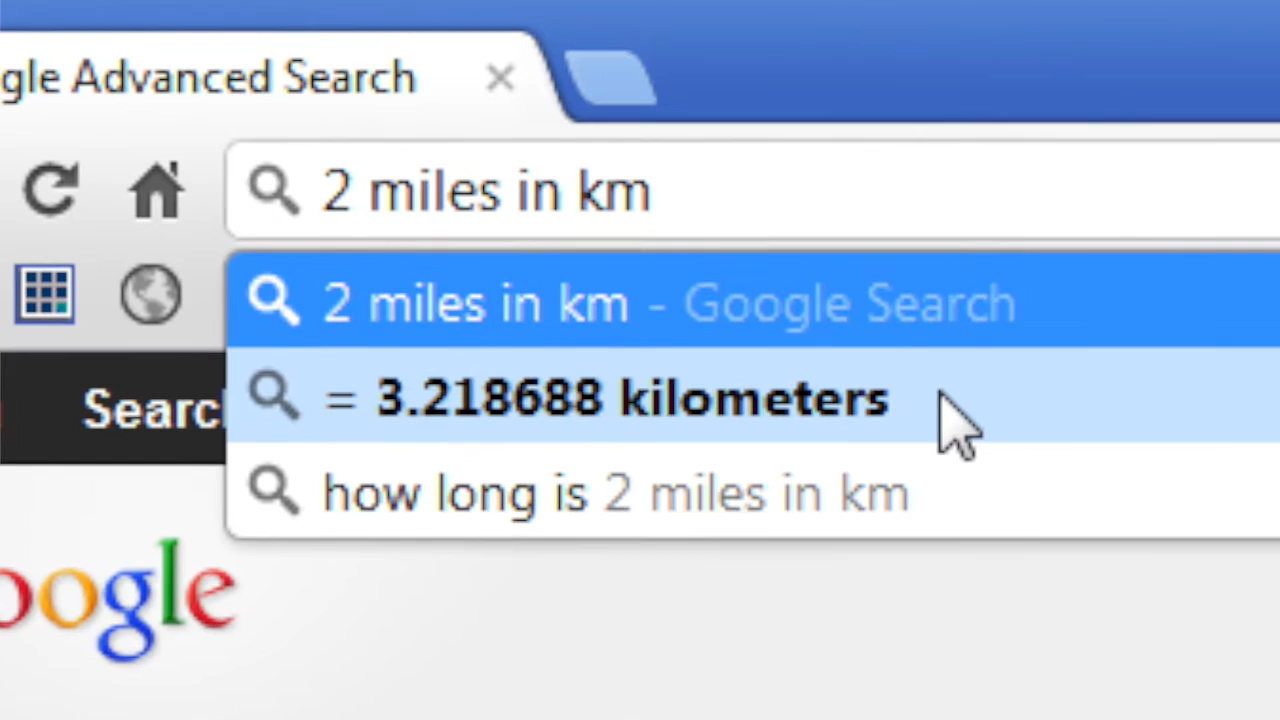 gle Advanced Search
2 miles in km
2 miles in km - Google Search
= 3.218688 kilometers
how long is 2 miles in km
Searc
oogle